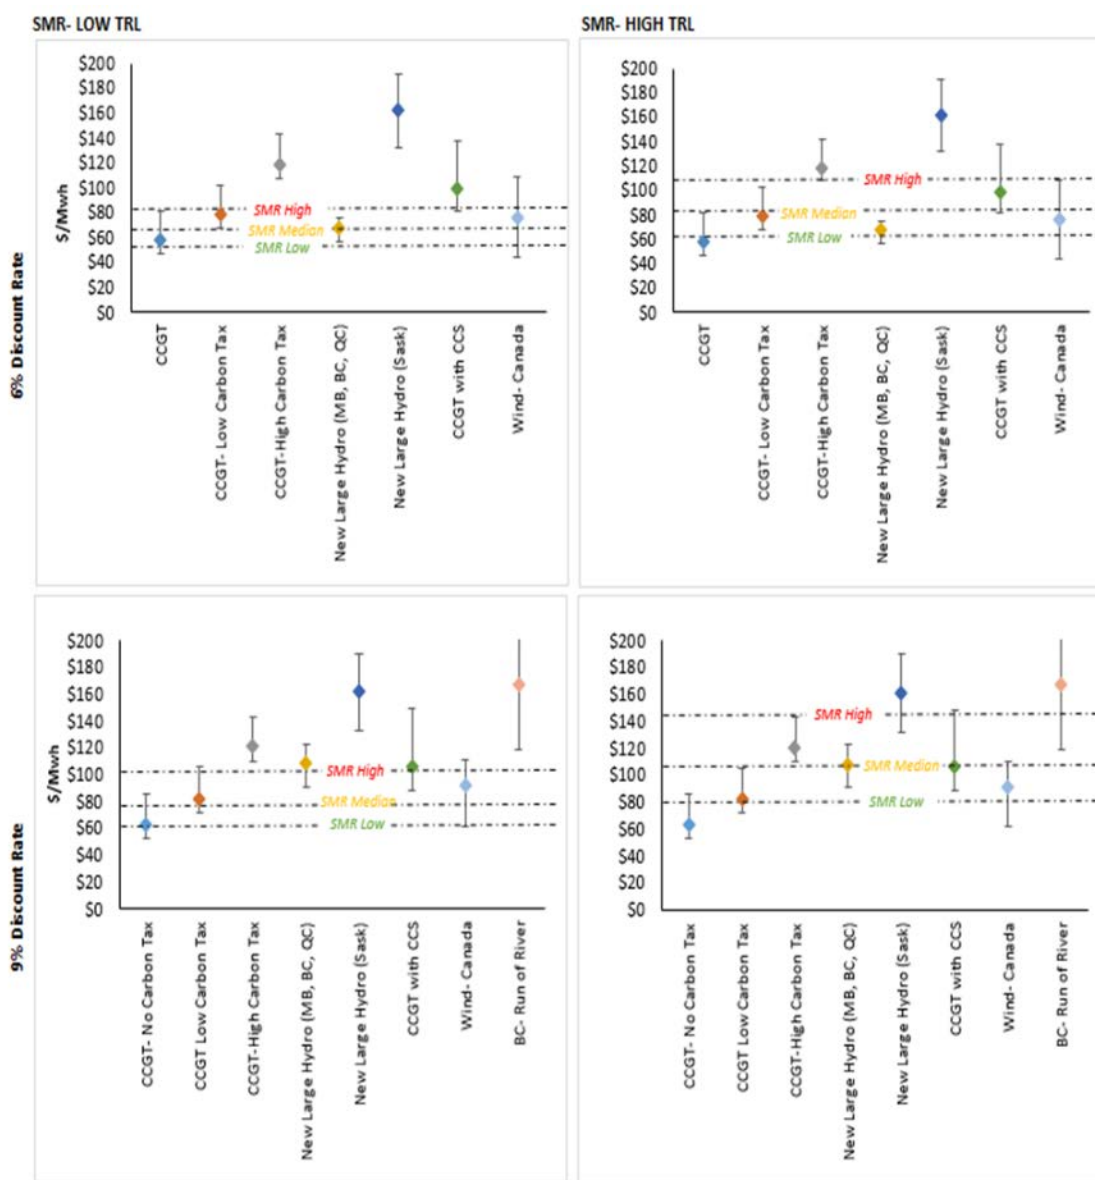 SMR- LOW TRL
SMR- HIGH TRL
6% Discount Rate
$/Mwh
$200
$180
$160
$140
$120
$100
$80
$60
$40
$20
$0
SMR High
SMR Median
SMR Low
CCGT
CCGT- Low Carbon Tax
CCGT-High Carbon Tax
New Large Hydro (MB, BC, QC)
New Large Hydro (Sask)
CCGT with CCS
Wind- Canada
$200
$180
$160
$140
$120
$100
$80
$60
$40
$20
$0
SMR High
SMR Median
SMR Low
CCGT
CCGT- Low Carbon Tax
CCGT-High Carbon Tax
New Large Hydro (MB, BC, QC)
New Large Hydro (Sask)
CCGT with CCS
Wind- Canada
9% Discount Rate
$/Mwh
$200
$180
$160
$140
$120
$100
$80
$60
$40
$20
$0
SMR High
SMR Median
SMR Low
CCGT- No Carbon Tax
CCGT Low Carbon Tax
CCGT-High Carbon Tax
New Large Hydro (MB, BC, QC)
New Large Hydro (Sask)
CCGT with CCS
Wind- Canada
BC- Run of River
$200
$180
$160
$140
$120
$100
$80
$60
$40
$20
$0
SMR High
SMR Median
SMR Low
CCGT- No Carbon Tax
CCGT Low Carbon Tax
CCGT-High Carbon Tax
New Large Hydro (MB, BC, QC)
New Large Hydro (Sask)
CCGT with CCS
Wind- Canada
BC- Run of River